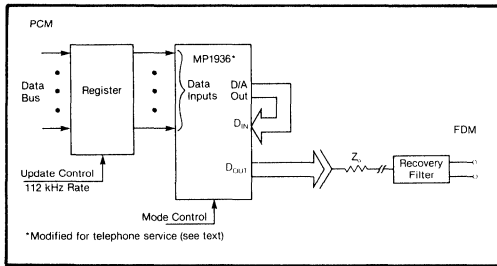 PCM
MP1936*
Data
Bus
Register
Data
Inputs
D/A
Out
DIN
DOUT
FDM
Zo
Recovery
Filter
Update Control
112 kHz Rate
Mode Control
*Modified for telephone service (see text)